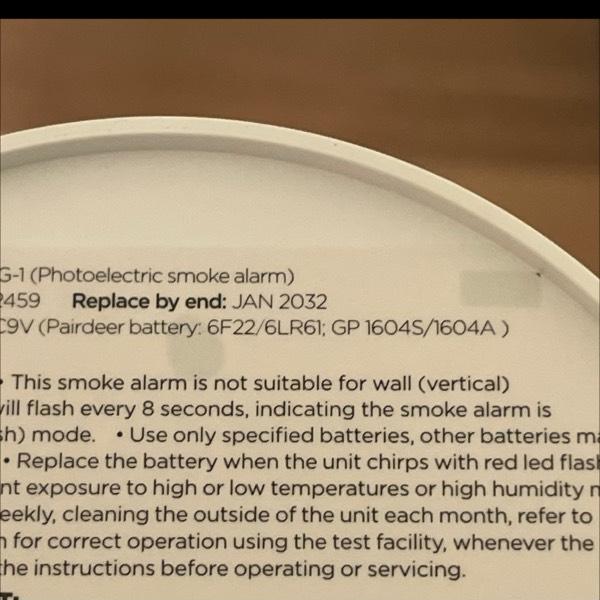 G-1 (Photoelectric smoke alarm)
2459 Replace by end: JAN 2032
C9V (Pairdeer battery: 6F22/6LR61; GP 1604S/1604A )
• This smoke alarm is not suitable for wall (vertical)
will flash every 8 seconds, indicating the smoke alarm is
sh) mode. • Use only specified batteries, other batteries ma
• Replace the battery when the unit chirps with red led flash
nt exposure to high or low temperatures or high humidity
eekly, cleaning the outside of the unit each month, refer to
for correct operation using the test facility, whenever the
the instructions before operating or servicing.